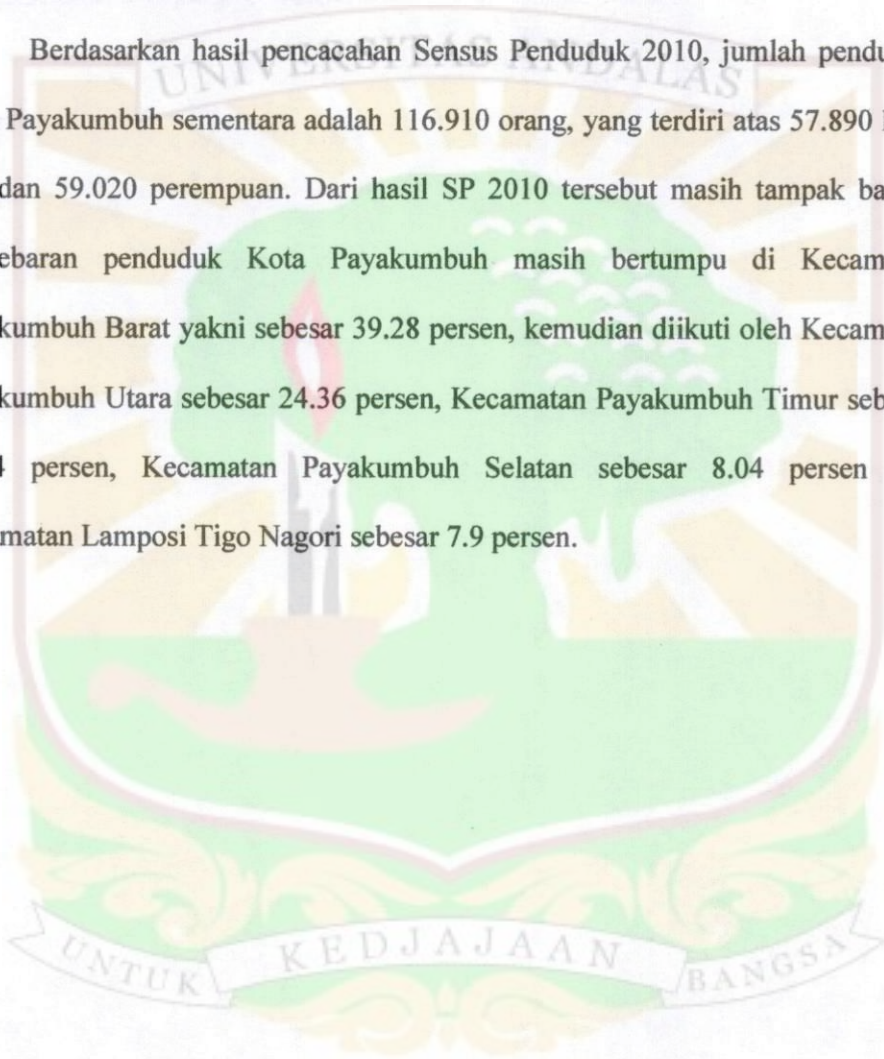 Berdasarkan hasil pencacahan Sensus Penduduk 2010, jumlah pendu
Payakumbuh sementara adalah 116.910 orang, yang terdiri atas 57.890
dan 59.020 perempuan. Dari hasil SP 2010 tersebut masih tampak ba
ebaran penduduk Kota Payakumbuh masih bertumpu di Kecam
kumbuh Barat yakni sebesar 39.28 persen, kemudian diikuti oleh Kecam
kumbuh Utara sebesar 24.36 persen, Kecamatan Payakumbuh Timur seb
persen, Kecamatan Payakumbuh Selatan sebesar 8.04 persen
matan Lamposi Tigo Nagori sebesar 7.9 persen.
UNIVERSITAS ANDALAS
UNTUK KEDJAJAAN BANGSA